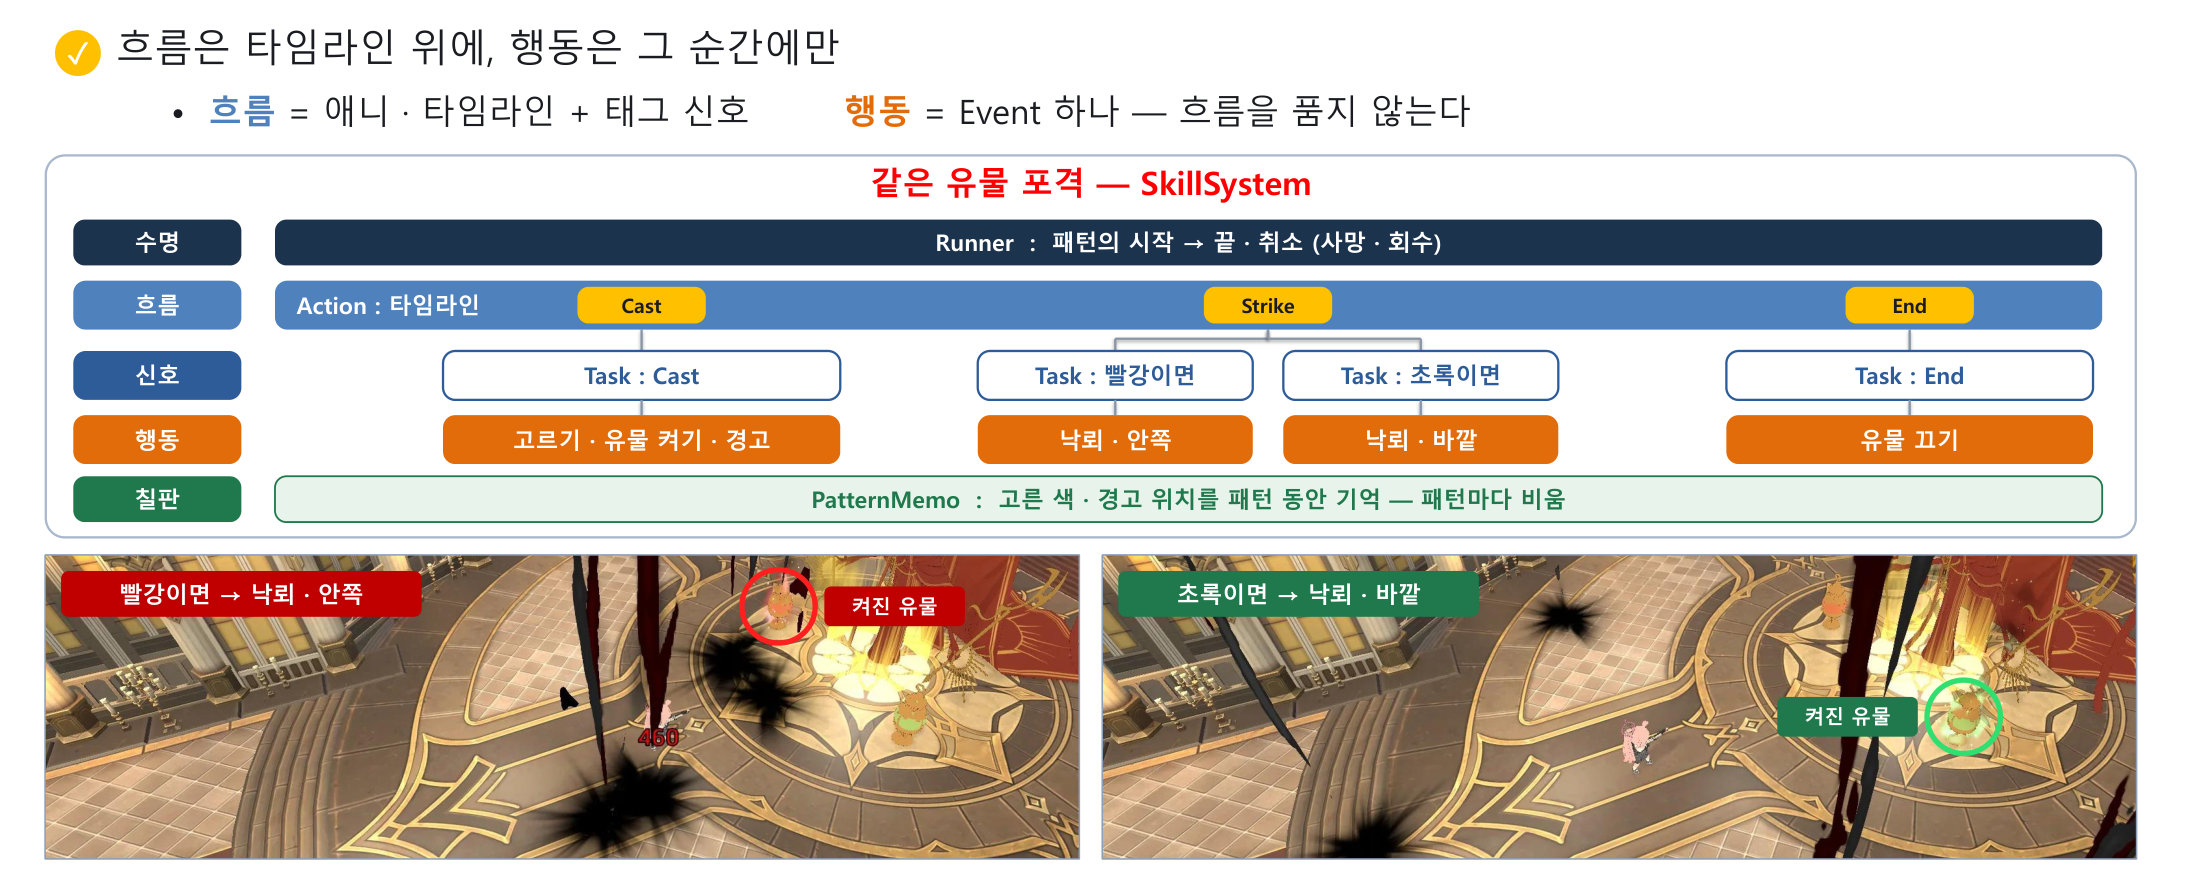 흐름은 타임라인 위에, 행동은 그 순간에만
• 흐름 = 애니 · 타임라인 + 태그 신호 행동 = Event 하나 — 흐름을 품지 않는다
같은 유물 포격 — SkillSystem
수명 Runner : 패턴의 시작 → 끝 · 취소 (사망 · 회수)
흐름 Action : 타임라인 Cast Strike End
신호 Task : Cast Task : 빨강이면 Task : 초록이면 Task : End
행동 고르기 · 유물 켜기 · 경고 낙뢰 · 안쪽 낙뢰 · 바깥 유물 끄기
칠판 PatternMemo : 고른 색 · 경고 위치를 패턴 동안 기억 — 패턴마다 비움
빨강이면 → 낙뢰 · 안쪽
켜진 유물
460
초록이면 → 낙뢰 · 바깥
켜진 유물